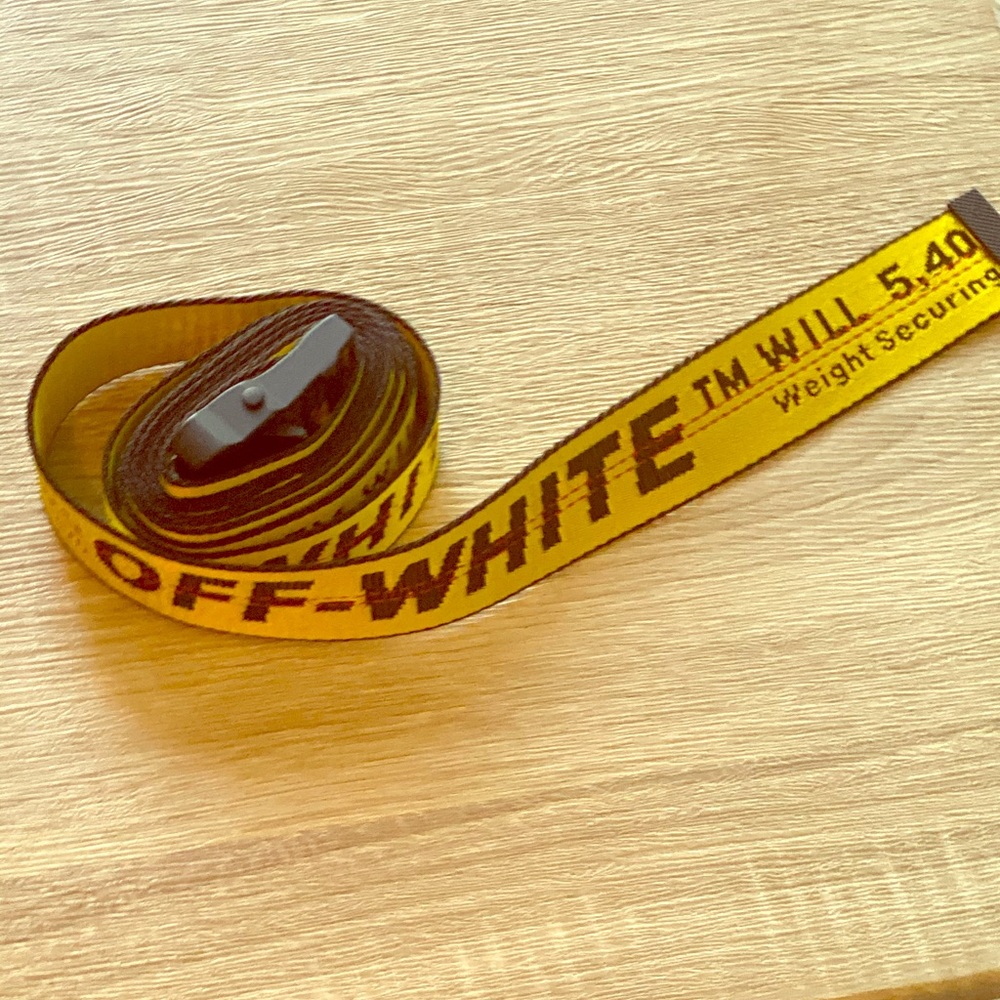 OFF-WHITE TM WILL 5,40
Weight Securing